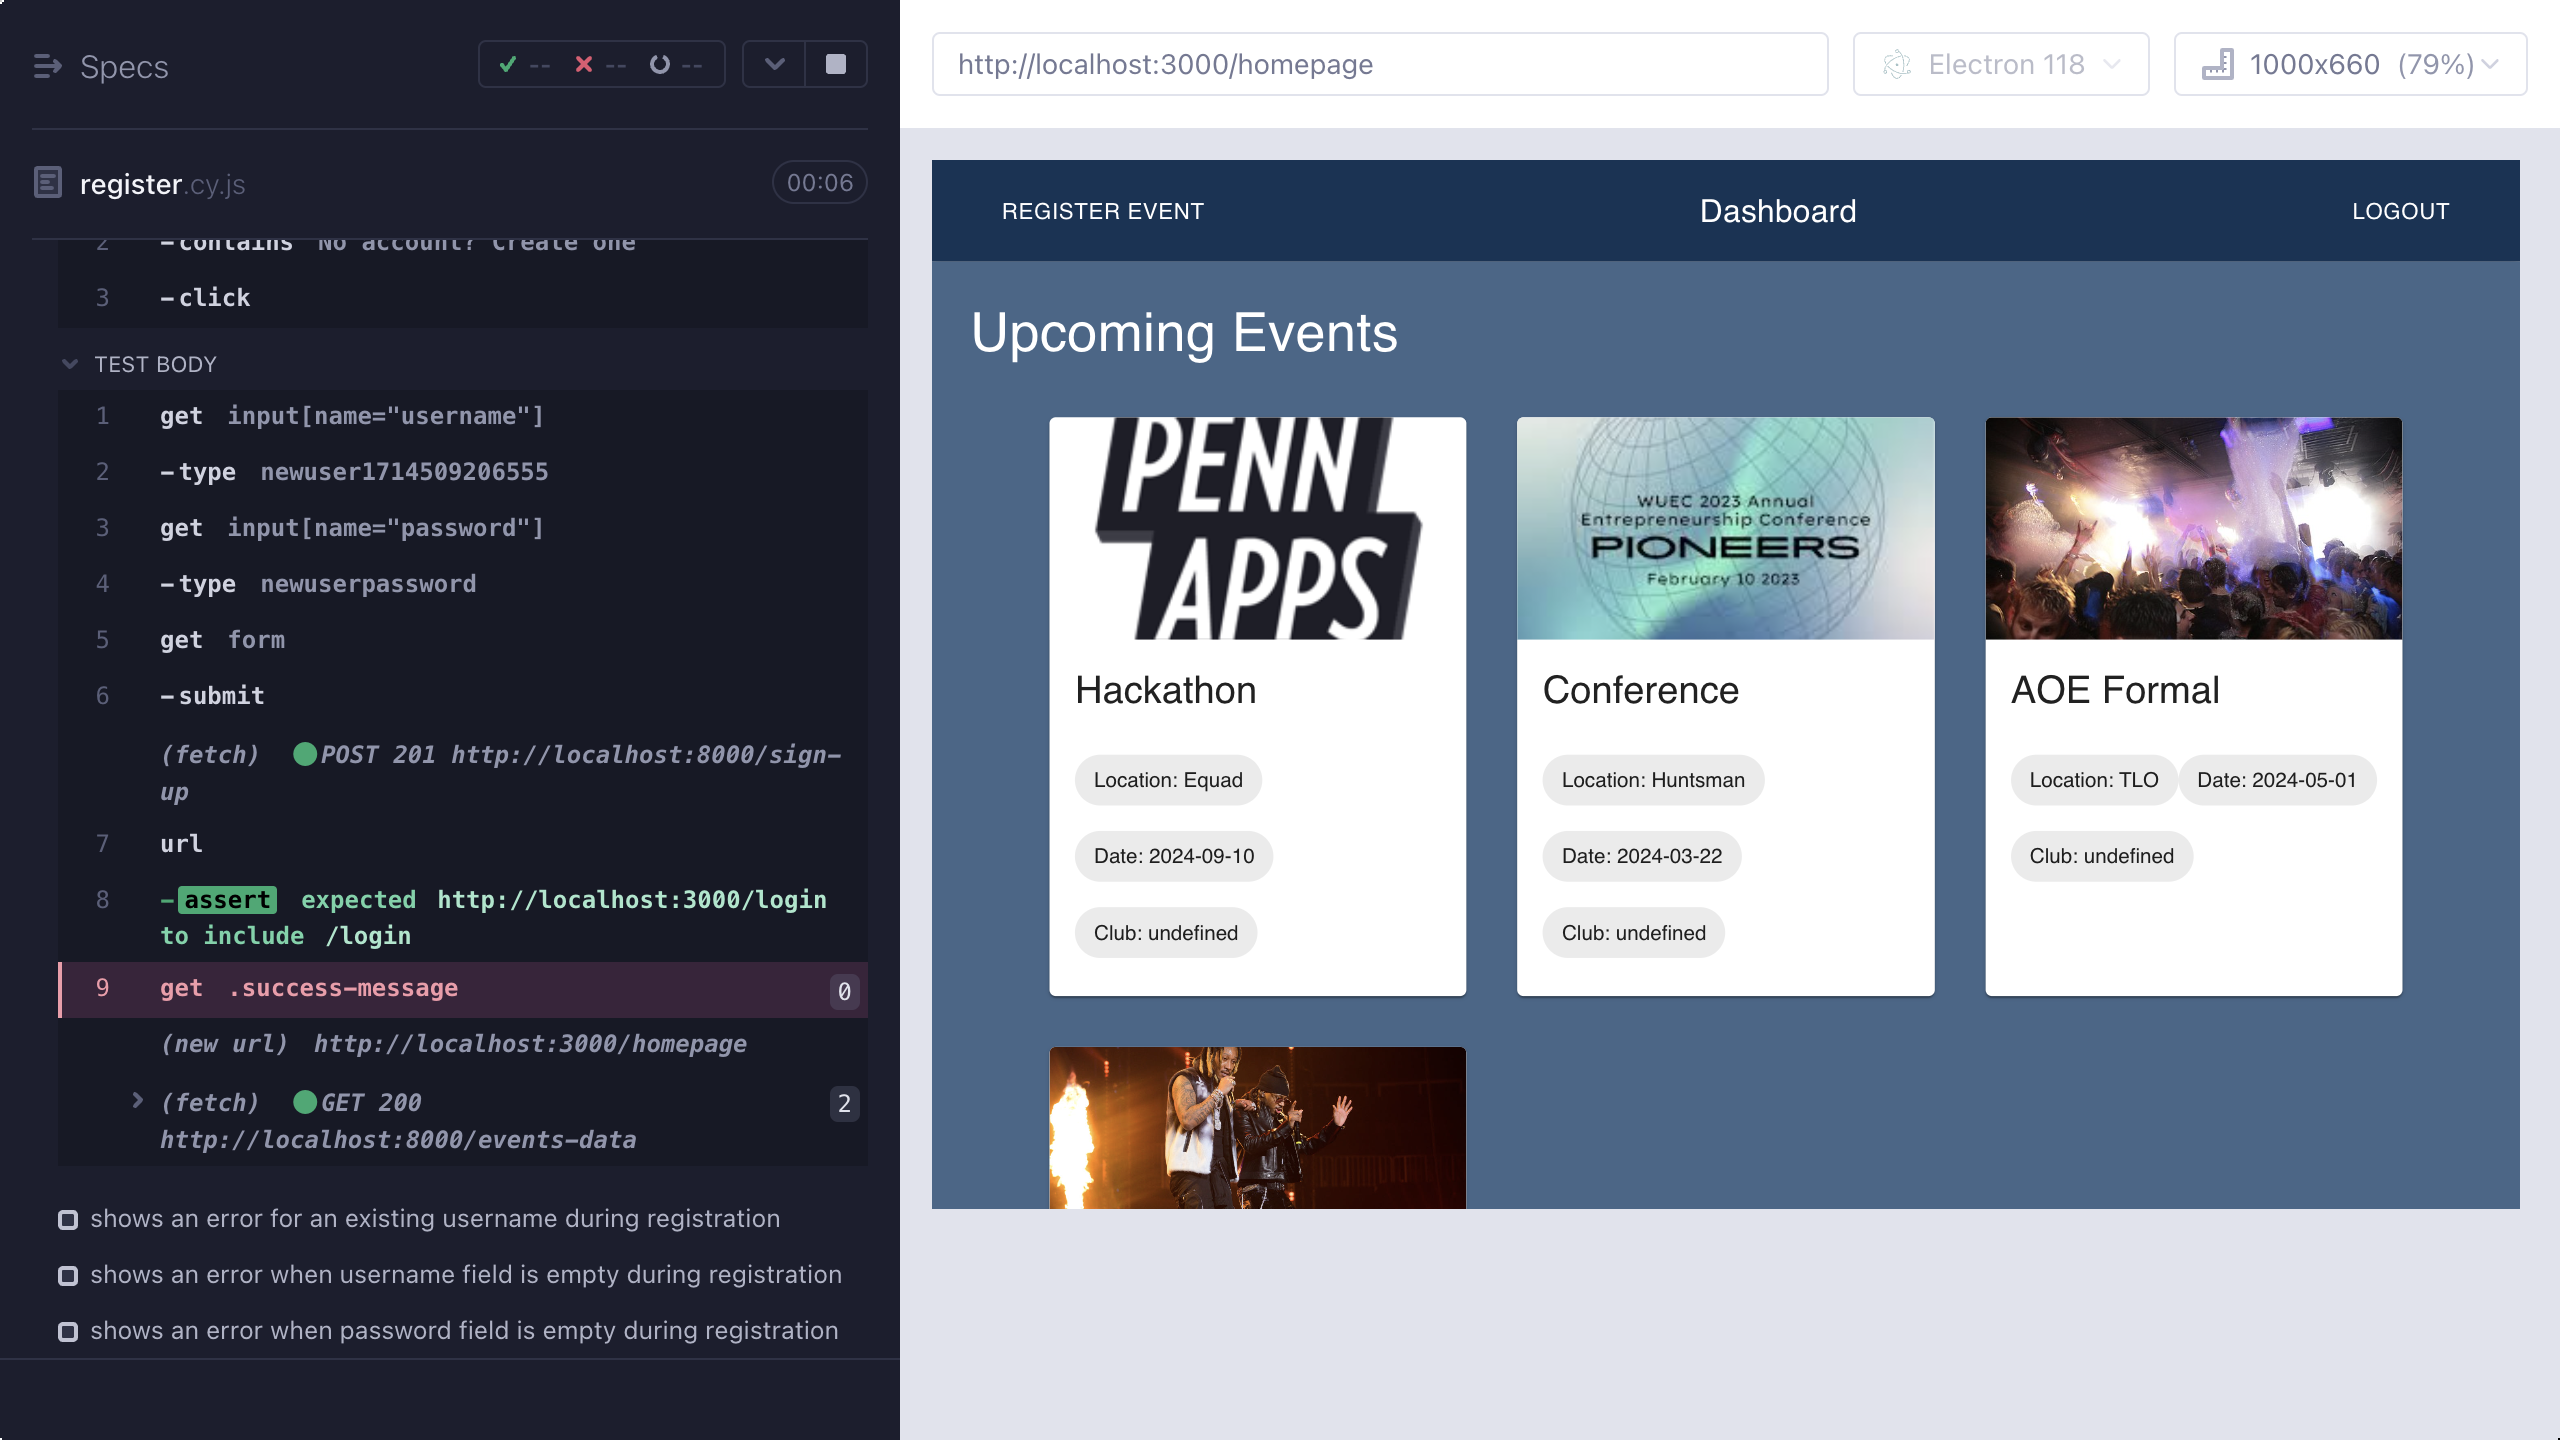 Specs
-- -- --
register.cy.js
00:06
2 -contains No account? Create one
3 -click
TEST BODY
1 get input[name="username"]
2 -type newuser1714509206555
3 get input[name="password"]
4 -type newuserpassword
5 get form
6 -submit
(fetch) POST 201 http://localhost:8000/sign-
up
7 url
8 -assert expected http://localhost:3000/login
to include /login
9 get .success-message 0
(new url) http://localhost:3000/homepage
(fetch) GET 200 2
http://localhost:8000/events-data
shows an error for an existing username during registration
shows an error when username field is empty during registration
shows an error when password field is empty during registration
http://localhost:3000/homepage
Electron 118
1000x660 (79%)
REGISTER EVENT
Dashboard
LOGOUT
Upcoming Events
PENN
APPS
Hackathon
Location: Equad
Date: 2024-09-10
Club: undefined
WUEC 2023 Annual
Entrepreneurship Conference
PIONEERS
February 10 2023
Conference
Location: Huntsman
Date: 2024-03-22
Club: undefined
AOE Formal
Location: TLO
Date: 2024-05-01
Club: undefined